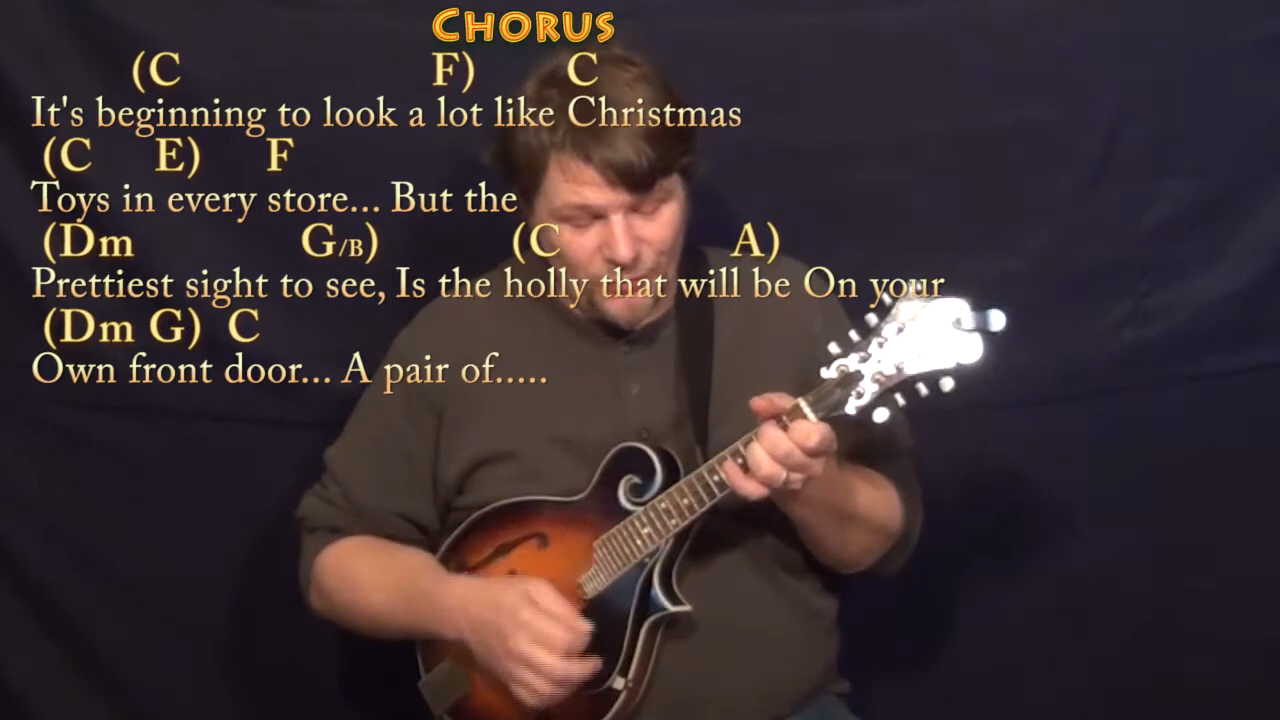 CHORUS
(C F) C
It's beginning to look a lot like Christmas
(C E) F
Toys in every store... But the
(Dm G/B) (C A)
Prettiest sight to see, Is the holly that will be On your
(Dm G) C
Own front door... A pair of.....